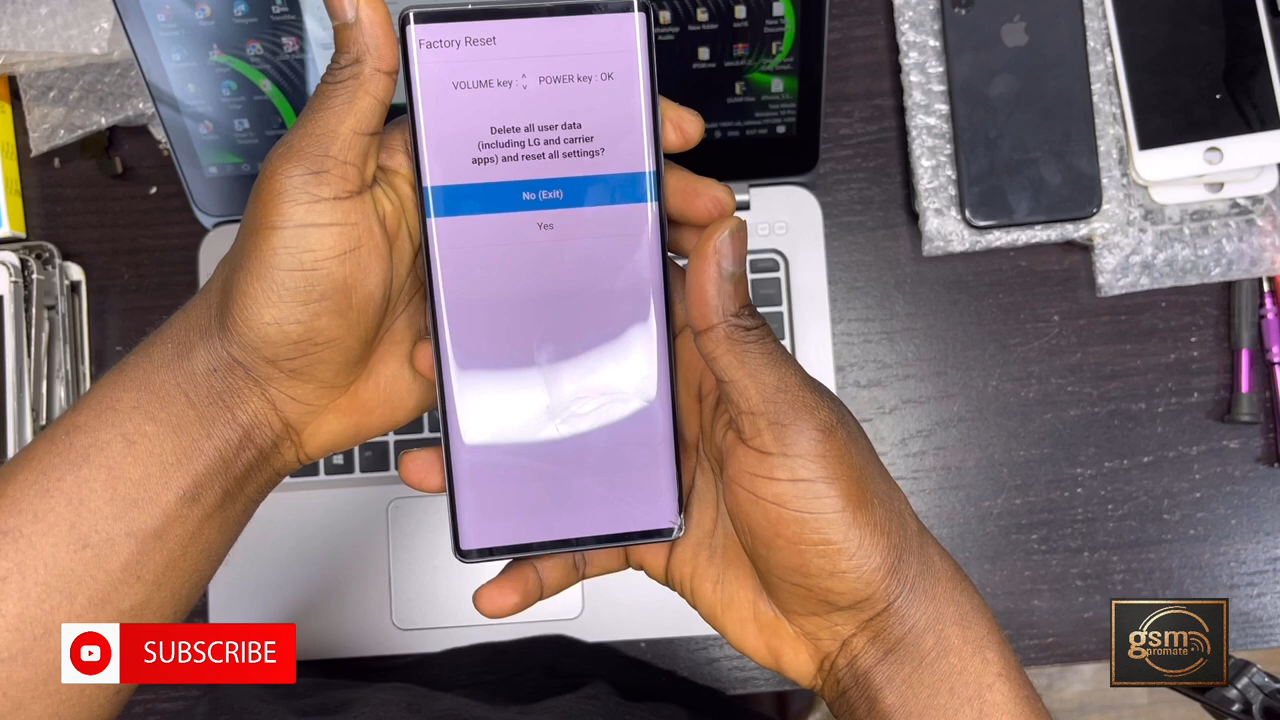 Factory Reset
VOLUME key : POWER key : OK
Delete all user data
(including LG and carrier
apps) and reset all settings?
No (Exit)
Yes
SUBSCRIBE
gsm
promate